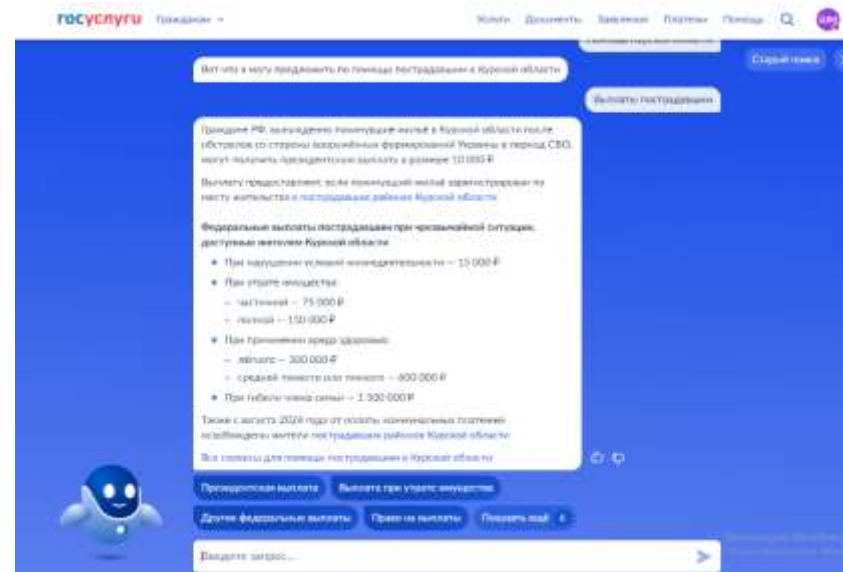 госуслуги Гражданам
Услуги Документы Заявления Платежи Помощь
Старый поиск
Вот что я могу предложить по помощи пострадавшим в Курской области
Выплаты пострадавшим
Граждане РФ, вынужденно покинувшие жильё в Курской области после
обстрелов со стороны вооружённых формирований Украины в период СВО,
могут получить президентскую выплату в размере 10 000 ₽
Выплату предоставляют, если покинувший жильё зарегистрирован по
месту жительства в пострадавших районах Курской области
Федеральные выплаты пострадавшим при чрезвычайной ситуации,
доступные жителям Курской области
При нарушении условий жизнедеятельности — 15 000 ₽
При утрате имущества:
– частичной — 75 000 ₽
– полной — 150 000 ₽
При причинении вреда здоровью:
– лёгкого — 300 000 ₽
– средней тяжести или тяжкого — 600 000 ₽
При гибели члена семьи — 1 500 000 ₽
Также с августа 2024 года от оплаты коммунальных платежей
освобождены жители пострадавших районов Курской области
Все сервисы для помощи пострадавшим в Курской области
Президентская выплата Выплата при утрате имущества
Другие федеральные выплаты Право на выплаты Показать ещё
Введите запрос...